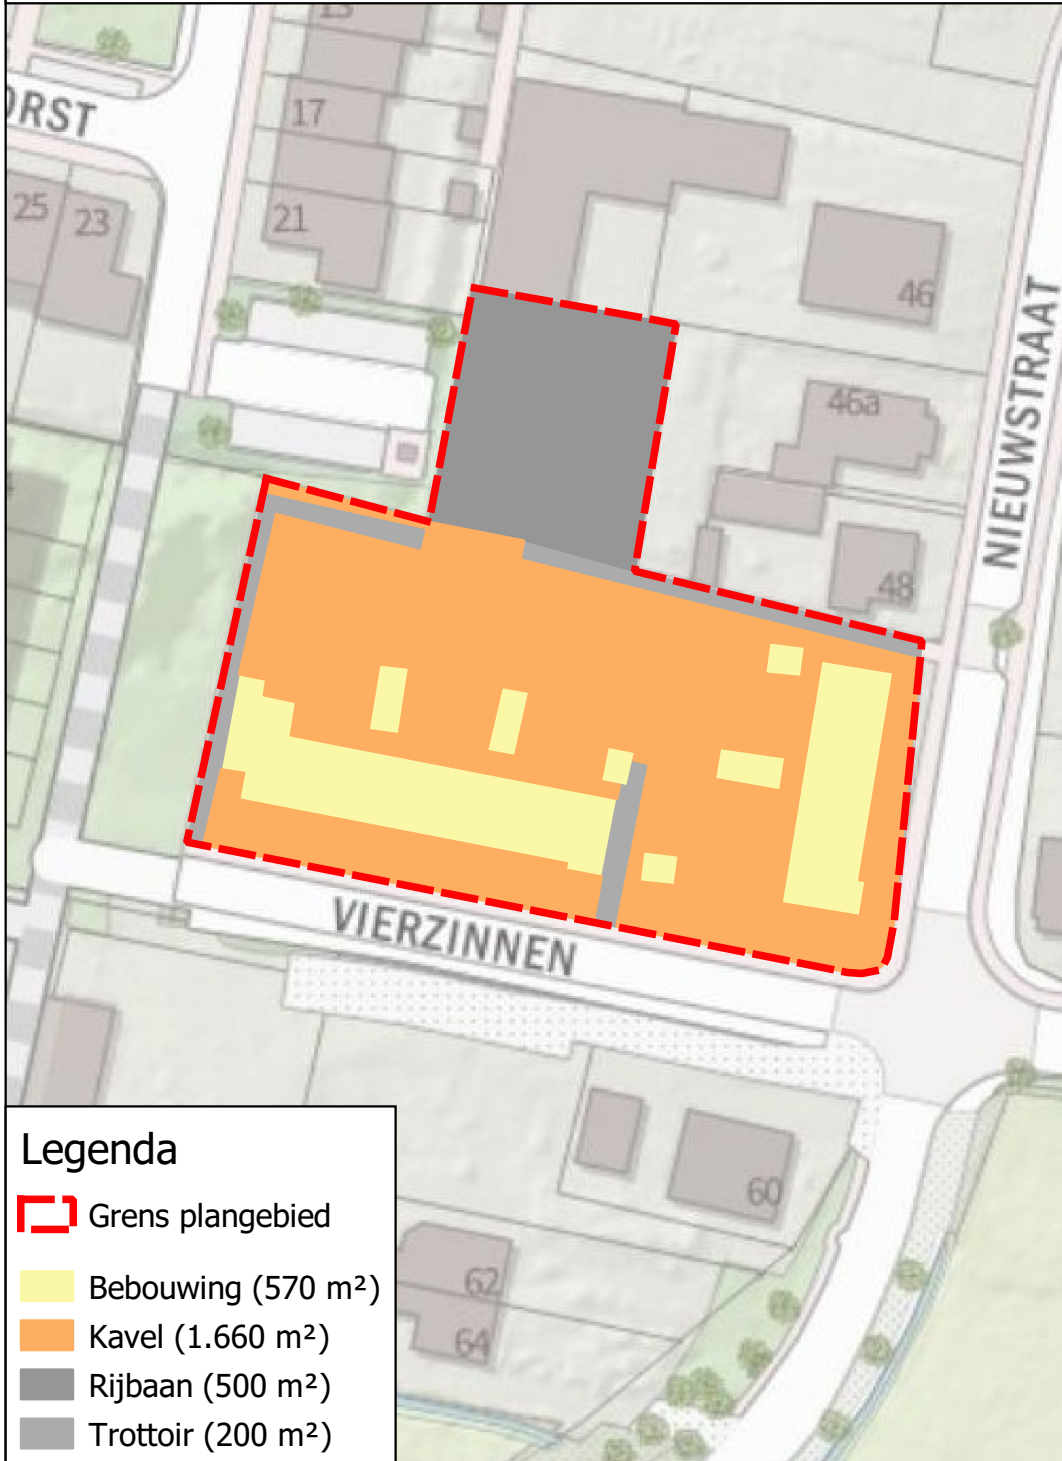 17
21
25
23
46
46a
48
NIEUWSTRAAT
VIERZINNEN
60
62
64
Legenda
Grens plangebied
Bebouwing (570 m²)
Kavel (1.660 m²)
Rijbaan (500 m²)
Trottoir (200 m²)